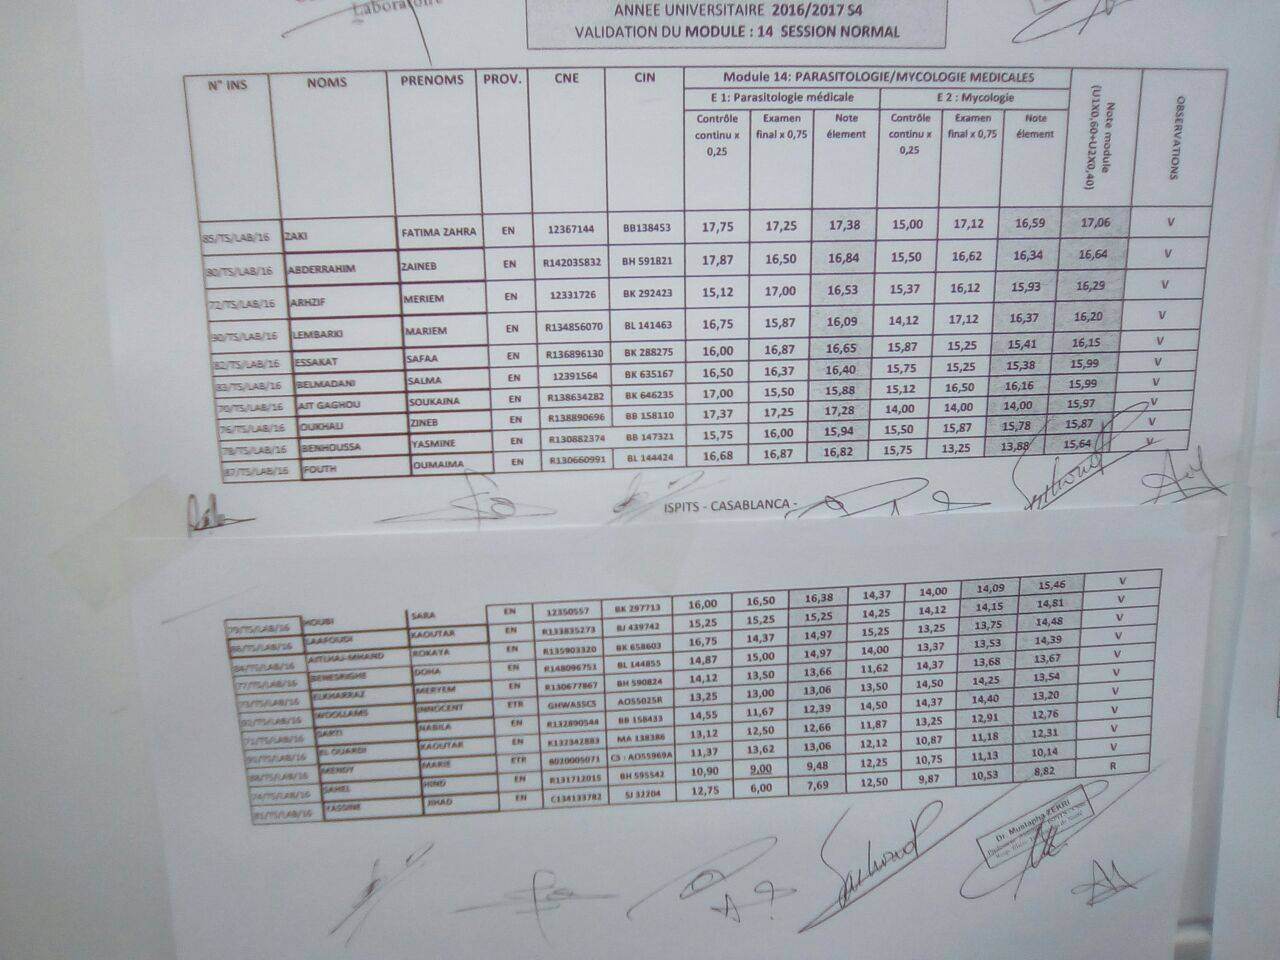 Laboratoire
ANNEE UNIVERSITAIRE 2016/2017 S4
VALIDATION DU MODULE : 14 SESSION NORMAL
N° INS NOMS PRENOMS PROV. CNE CIN Module 14: PARASITOLOGIE/MYCOLOGIE MEDICALES Note module (U1X0,60+U2X0,40) OBSERVATIONS
E 1: Parasitologie médicale E 2 : Mycologie
Contrôle continu x 0,25 Examen final x 0,75 Note élement Contrôle continu x 0,25 Examen final x 0,75 Note élement
85/TS/LAB/16 ZAKI FATIMA ZAHRA EN 12367144 BB138453 17,75 17,25 17,38 15,00 17,12 16,59 17,06 V
80/TS/LAB/16 ABDERRAHIM ZAINEB EN R142035832 BH 591821 17,87 16,50 16,84 15,50 16,62 16,34 16,64 V
72/TS/LAB/16 ARHZIF MERIEM EN 12331726 BK 292423 15,12 17,00 16,53 15,37 16,12 15,93 16,29 V
90/TS/LAB/16 LEMBARKI MARIEM EN R134856070 BL 141463 16,75 15,87 16,09 14,12 17,12 16,37 16,20 V
82/TS/LAB/16 ESSAKAT SAFAA EN R136896130 BK 288275 16,00 16,87 16,65 15,87 15,25 15,41 16,15 V
83/TS/LAB/16 BELMADANI SALMA EN 12391564 BK 635167 16,50 16,37 16,40 15,75 15,25 15,38 15,99 V
70/TS/LAB/16 AIT GAGHOU SOUKAINA EN R138634282 BK 646235 17,00 15,50 15,88 15,12 16,50 16,16 15,99 V
76/TS/LAB/16 OUKHALI ZINEB EN R138890696 BB 158110 17,37 17,25 17,28 14,00 14,00 14,00 15,97 V
78/TS/LAB/16 BENHOUSSA YASMINE EN R130882374 BB 147321 15,75 16,00 15,94 15,50 15,87 15,78 15,87 V
87/TS/LAB/16 FOUTH OUMAIMA EN R130660991 BL 144424 16,68 16,87 16,82 15,75 13,25 13,88 15,64 V
ISPITS - CASABLANCA -
79/TS/LAB/16 HOUBI SARA EN 12350557 BK 297713 16,00 16,50 16,38 14,37 14,00 14,09 15,46 V
86/TS/LAB/16 LAAFOUDI KAOUTAR EN R133835273 BJ 439742 15,25 15,25 15,25 14,25 14,12 14,15 14,81 V
84/TS/LAB/16 ROKAYA EN R135903320 BK 658603 16,75 14,37 14,97 15,25 13,25 13,75 14,48 V
77/TS/LAB/16 DOHA EN R148096751 BL 144855 14,87 15,00 14,97 14,00 13,37 13,53 14,39 V
73/TS/LAB/16 ELKHARRAZ MERYEM EN R130677867 BH 590824 14,12 13,50 13,66 11,62 14,37 13,68 13,67 V
92/TS/LAB/16 WOOLLAMS INNOCENT ETR GHWA55C5 AO55025R 13,25 13,00 13,06 13,50 14,50 14,25 13,54 V
71/TS/LAB/16 SARTI NABILA EN R132890544 BB 158433 14,55 11,67 12,39 14,50 14,37 14,40 13,20 V
EL OUARDI KAOUTAR EN R132342883 MA 138386 13,12 12,50 12,66 11,87 13,25 12,91 12,76 V
MENDY MARIE ETR 6020005071 C3 : AO55969A 11,37 13,62 13,06 12,12 10,87 11,18 12,31 V
74/TS/LAB/16 SAHEL HIND EN R131712015 BH 595542 10,90 9,00 9,48 12,25 10,75 11,13 10,14 V
81/TS/LAB/16 YASSINE JIHAD EN C134133782 SJ 32204 12,75 6,00 7,69 12,50 9,87 10,53 8,82 R
Dr. Mustapha ZEKRI